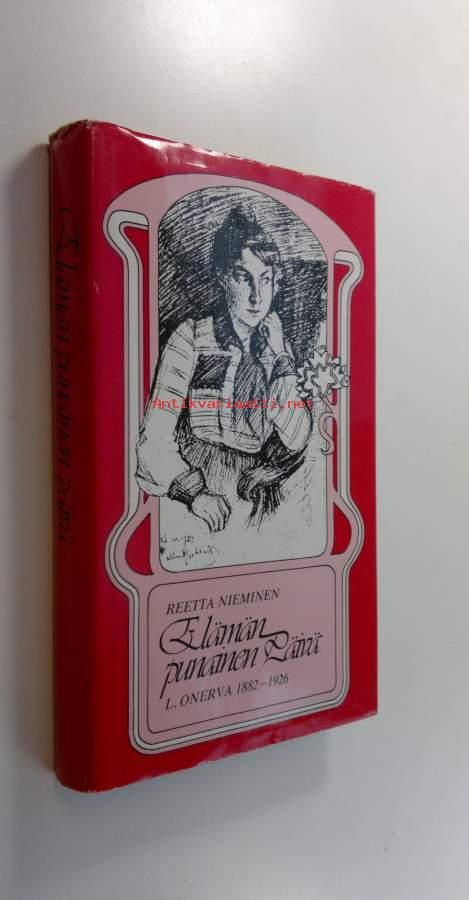 Elämän punainen Päivä
Antikvariaatti.net
REETTA NIEMINEN
Elämän
punainen Päivä
L. ONERVA 1882–1926